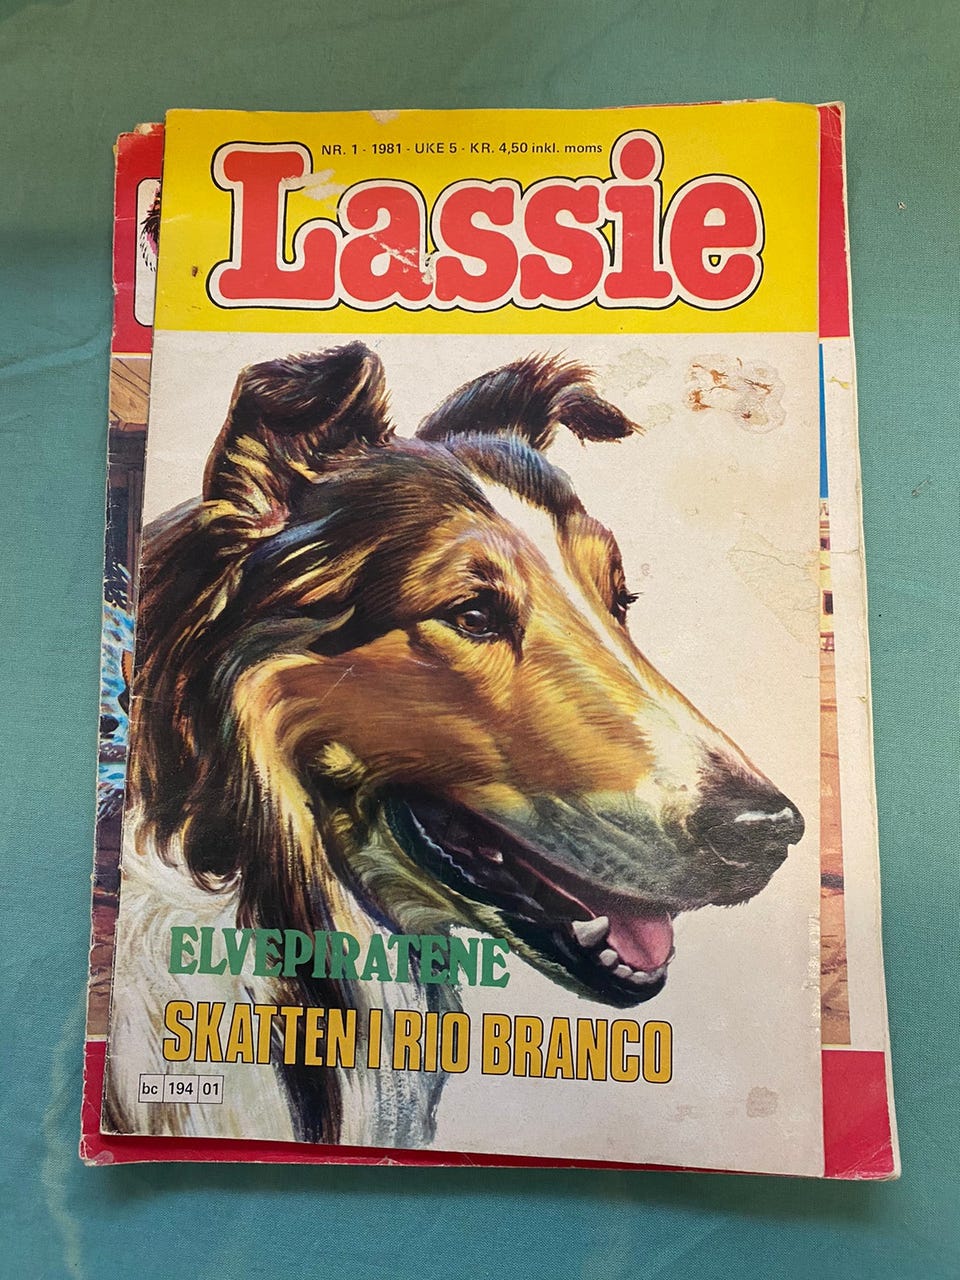 NR. 1 - 1981 - UKE 5 - KR. 4,50 inkl. moms
Lassie
ELVEPIRATENE
SKATTEN I RIO BRANCO
bc 194 01